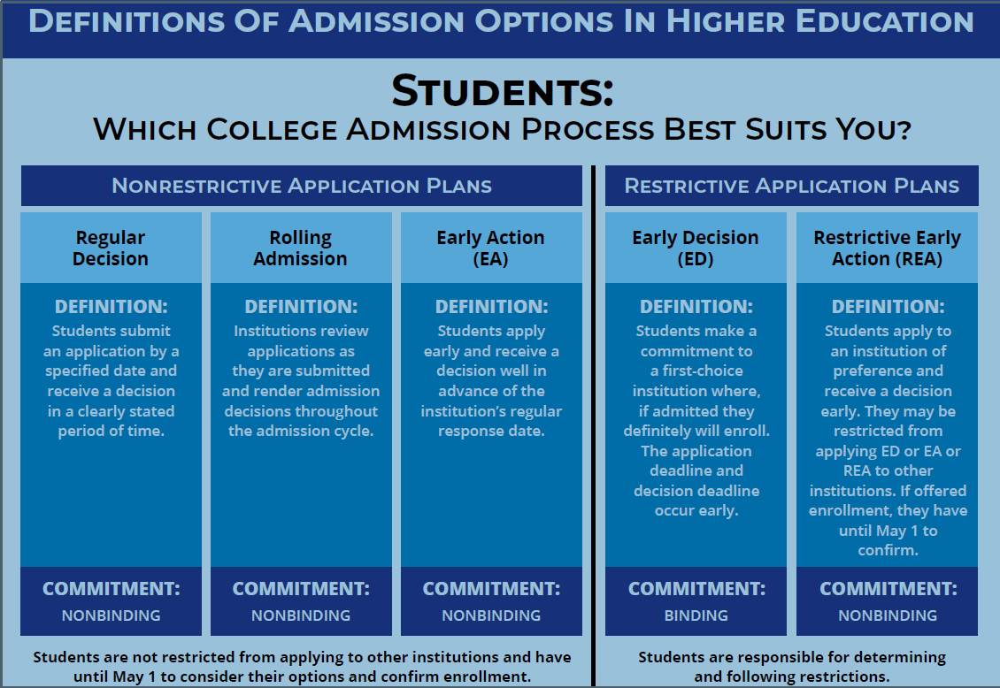 Definitions Of Admission Options In Higher Education
Students:
Which College Admission Process Best Suits You?
Nonrestrictive Application Plans
Regular
Decision
DEFINITION:
Students submit
an application by a
specified date and
receive a decision
in a clearly stated
period of time.
COMMITMENT:
NONBINDING
Rolling
Admission
DEFINITION:
Institutions review
applications as
they are submitted
and render admission
decisions throughout
the admission cycle.
COMMITMENT:
NONBINDING
Early Action
(EA)
DEFINITION:
Students apply
early and receive a
decision well in
advance of the
institution’s regular
response date.
COMMITMENT:
NONBINDING
Students are not restricted from applying to other institutions and have
until May 1 to consider their options and confirm enrollment.
Restrictive Application Plans
Early Decision
(ED)
DEFINITION:
Students make a
commitment to
a first-choice
institution where,
if admitted they
definitely will enroll.
The application
deadline and
decision deadline
occur early.
COMMITMENT:
BINDING
Restrictive Early
Action (REA)
DEFINITION:
Students apply to
an institution of
preference and
receive a decision
early. They may be
restricted from
applying ED or EA or
REA to other
institutions. If offered
enrollment, they have
until May 1 to
confirm.
COMMITMENT:
NONBINDING
Students are responsible for determining
and following restrictions.